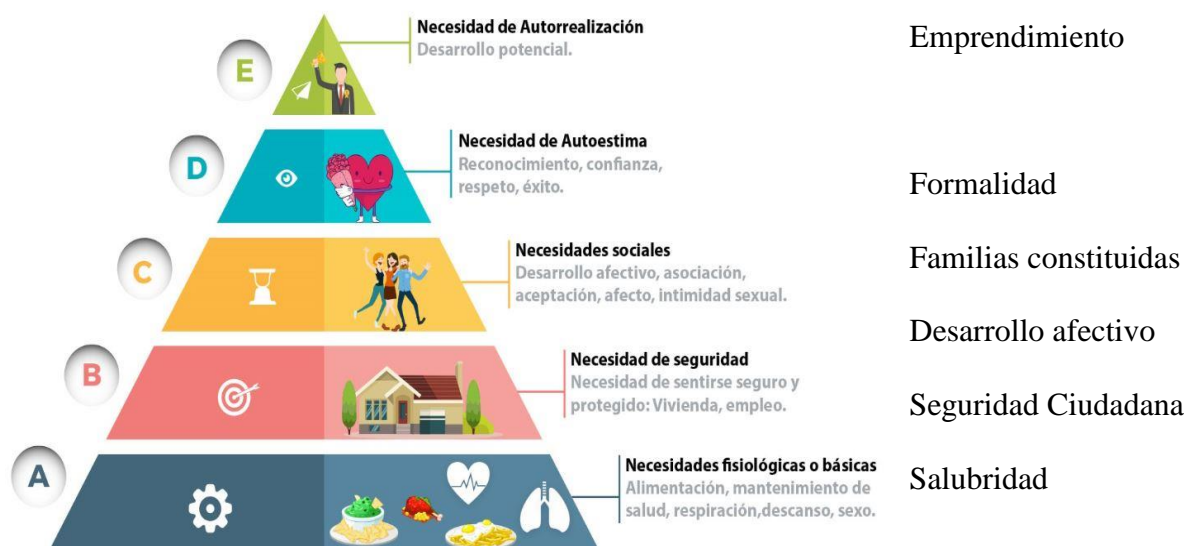 E
Necesidad de Autorrealización
Desarrollo potencial.
Emprendimiento
D
Necesidad de Autoestima
Reconocimiento, confianza,
respeto, éxito.
Formalidad
C
Necesidades sociales
Desarrollo afectivo, asociación,
aceptación, afecto, intimidad sexual.
Familias constituidas
Desarrollo afectivo
B
Necesidad de seguridad
Necesidad de sentirse seguro y
protegido: Vivienda, empleo.
Seguridad Ciudadana
A
Necesidades fisiológicas o básicas
Alimentación, mantenimiento de
salud, respiración,descanso, sexo.
Salubridad